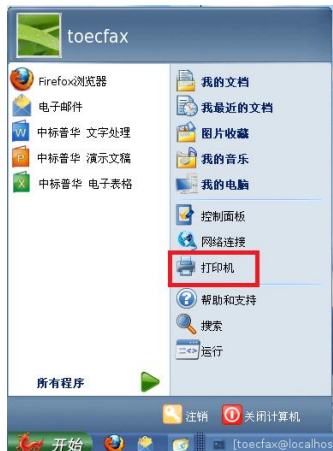 toecfax
Firefox浏览器
电子邮件
中标普华 文字处理
中标普华 演示文稿
中标普华 电子表格
所有程序
我的文档
我最近的文档
图片收藏
我的音乐
我的电脑
控制面板
网络连接
打印机
帮助和支持
搜索
运行
注销
关闭计算机
开始
[toecfax@localhos